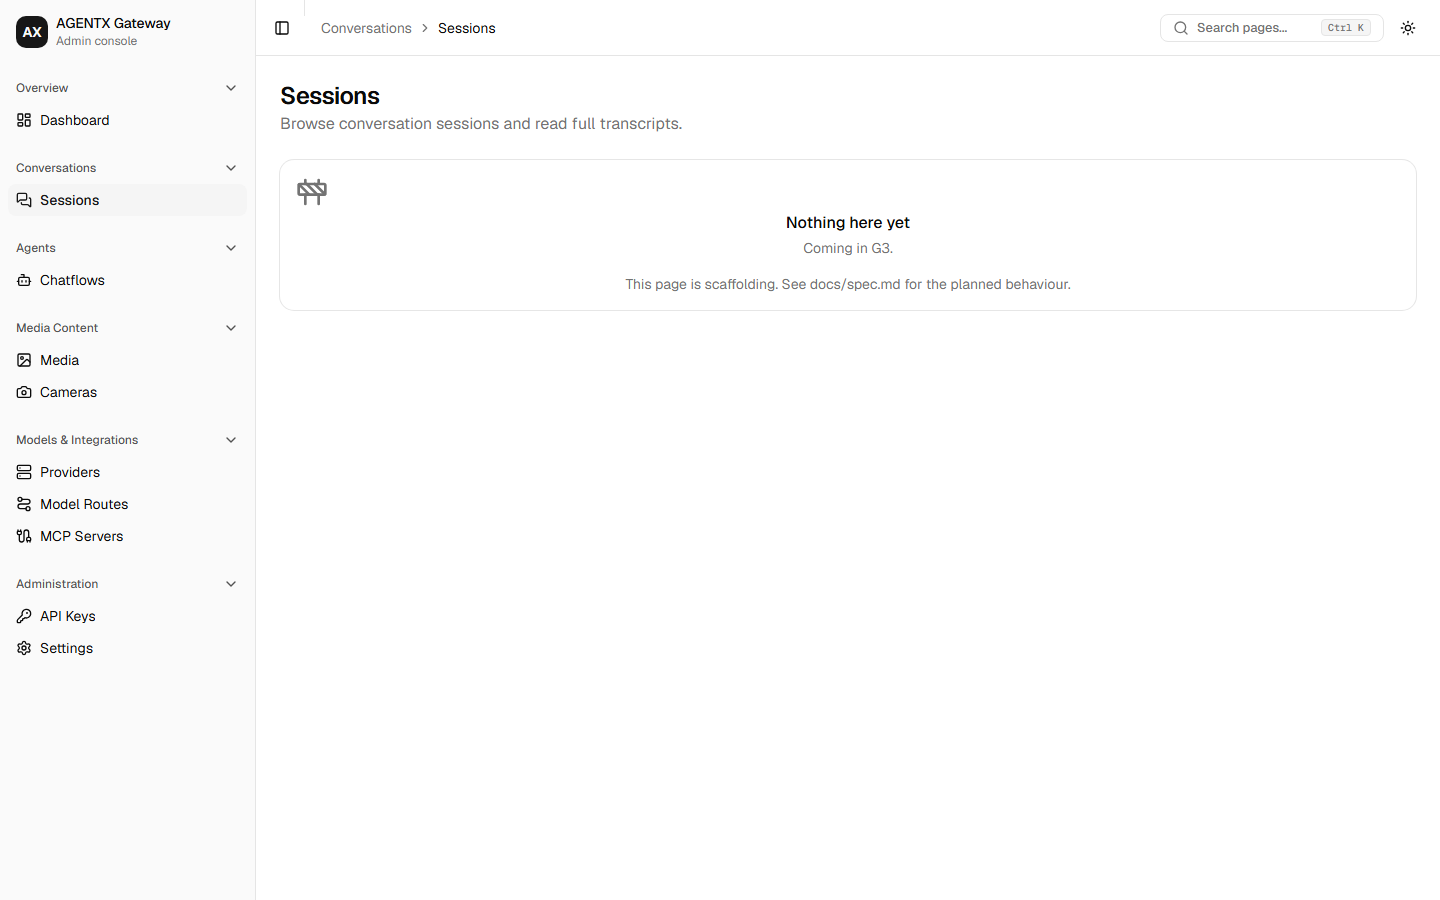 AX
AGENTX Gateway
Admin console
Overview
Dashboard
Conversations
Sessions
Agents
Chatflows
Media Content
Media
Cameras
Models & Integrations
Providers
Model Routes
MCP Servers
Administration
API Keys
Settings
Conversations > Sessions
Search pages...
Ctrl K
Sessions
Browse conversation sessions and read full transcripts.
Nothing here yet
Coming in G3.
This page is scaffolding. See docs/spec.md for the planned behaviour.